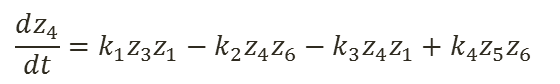 dz₄/dt = k₁z₃z₁ − k₂z₄z₆ − k₃z₄z₁ + k₄z₅z₆